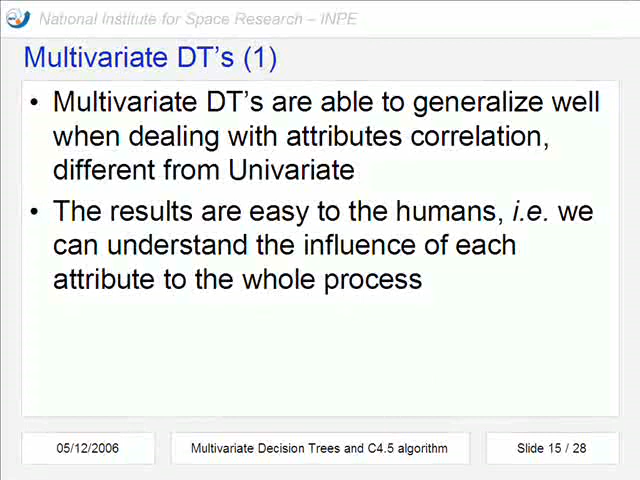 National Institute for Space Research – INPE
Multivariate DT’s (1)
• Multivariate DT’s are able to generalize well
when dealing with attributes correlation,
different from Univariate
• The results are easy to the humans, i.e. we
can understand the influence of each
attribute to the whole process
05/12/2006
Multivariate Decision Trees and C4.5 algorithm
Slide 15 / 28